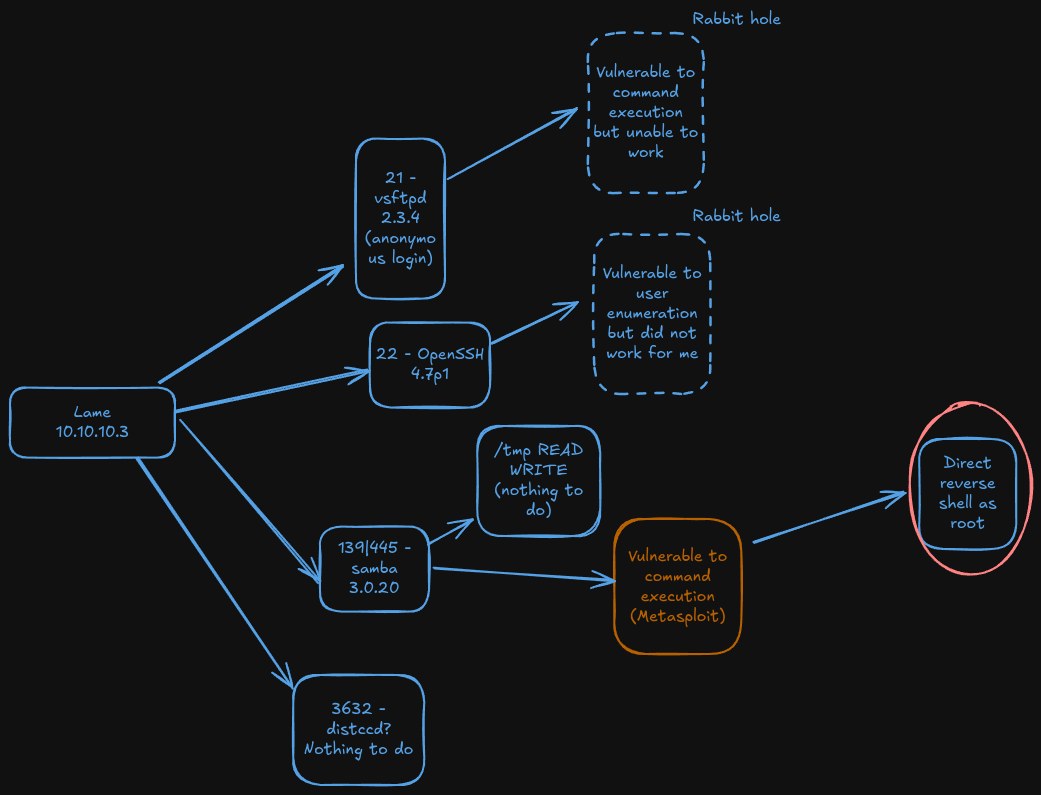 Rabbit hole
Vulnerable to
command
execution
but unable to
work
21 -
vsftpd
2.3.4
(anonymo
us login)
Rabbit hole
Vulnerable to
user
enumeration
but did not
work for me
22 - OpenSSH
4.7p1
Lame
10.10.10.3
/tmp READ
WRITE
(nothing to
do)
Direct
reverse
shell as
root
139|445 -
samba
3.0.20
Vulnerable to
command
execution
(Metasploit)
3632 -
distccd?
Nothing to do